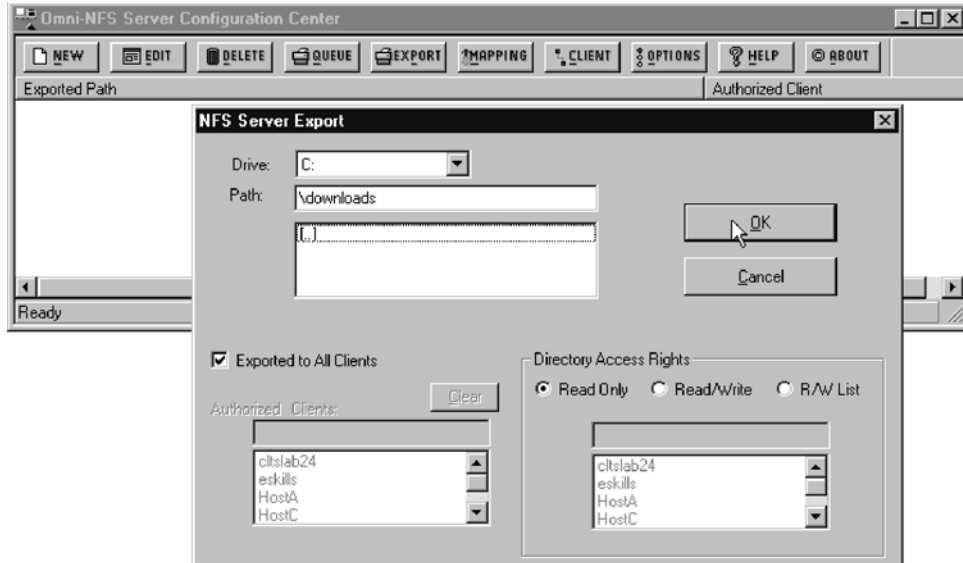 Omni-NFS Server Configuration Center
NEW EDIT DELETE QUEUE EXPORT MAPPING CLIENT OPTIONS HELP ABOUT
Exported Path Authorized Client
NFS Server Export
Drive: C:
Path: \downloads
[..]
OK
Cancel
Ready
Exported to All Clients
Directory Access Rights
Read Only Read/Write R/W List
Authorized Clients: Clear
cltslab24
eskills
HostA
HostC
cltslab24
eskills
HostA
HostC